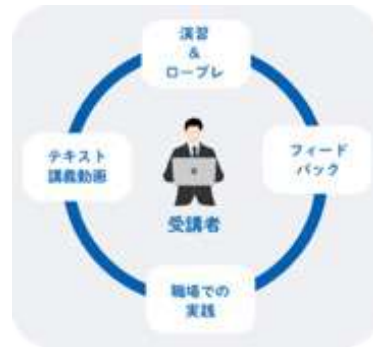 演習
&
ロープレ
テキスト
講義動画
フィード
バック
受講者
職場での
実践